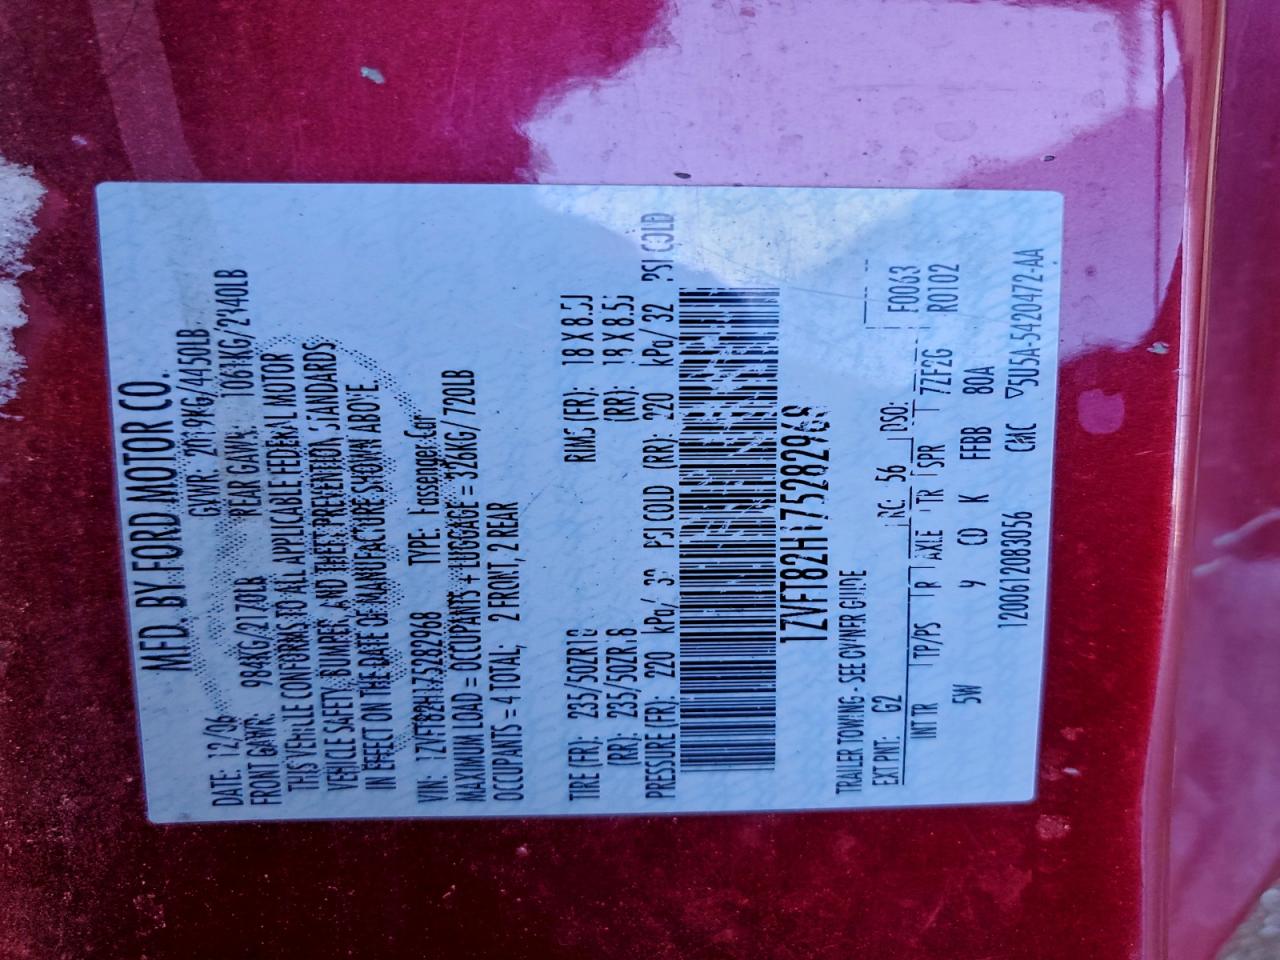 MFD. BY FORD MOTOR CO.
DATE: 12/06 GVWR: 2019KG/4450LB
FRONT GAWR: 984KG/2170LB REAR GAWR: 1061KG/2340LB
THIS VEHICLE CONFORMS TO ALL APPLICABLE FEDERAL MOTOR
VEHICLE SAFETY, BUMPER, AND THEFT PREVENTION STANDARDS
IN EFFECT ON THE DATE OF MANUFACTURE SHOWN ABOVE.
VIN: 1ZVFT82H175282968 TYPE: Passenger Car
MAXIMUM LOAD = OCCUPANTS + LUGGAGE = 326KG/720LB
OCCUPANTS = 4 TOTAL; 2 FRONT, 2 REAR
TIRE (FR): 235/50ZR18 RIMS (FR): 18 X 8.5J
(RR): 235/50ZR18 (RR): 18 X 8.5J
PRESSURE (FR): 220 kPa/ 32 PSI COLD (RR): 220 kPa/ 32 PSI COLD
1ZVFT82H175282968
TRAILER TOWING - SEE OWNER GUIDE
EXT PNT: G2 RC: 56 DSO: F0063
INT TR TP/PS R AXLE TR SPR 7ZF2G R0102
5W 9 CD K FFBB 80A
120061208 3056 CMC ▽5U5A-5420472-AA